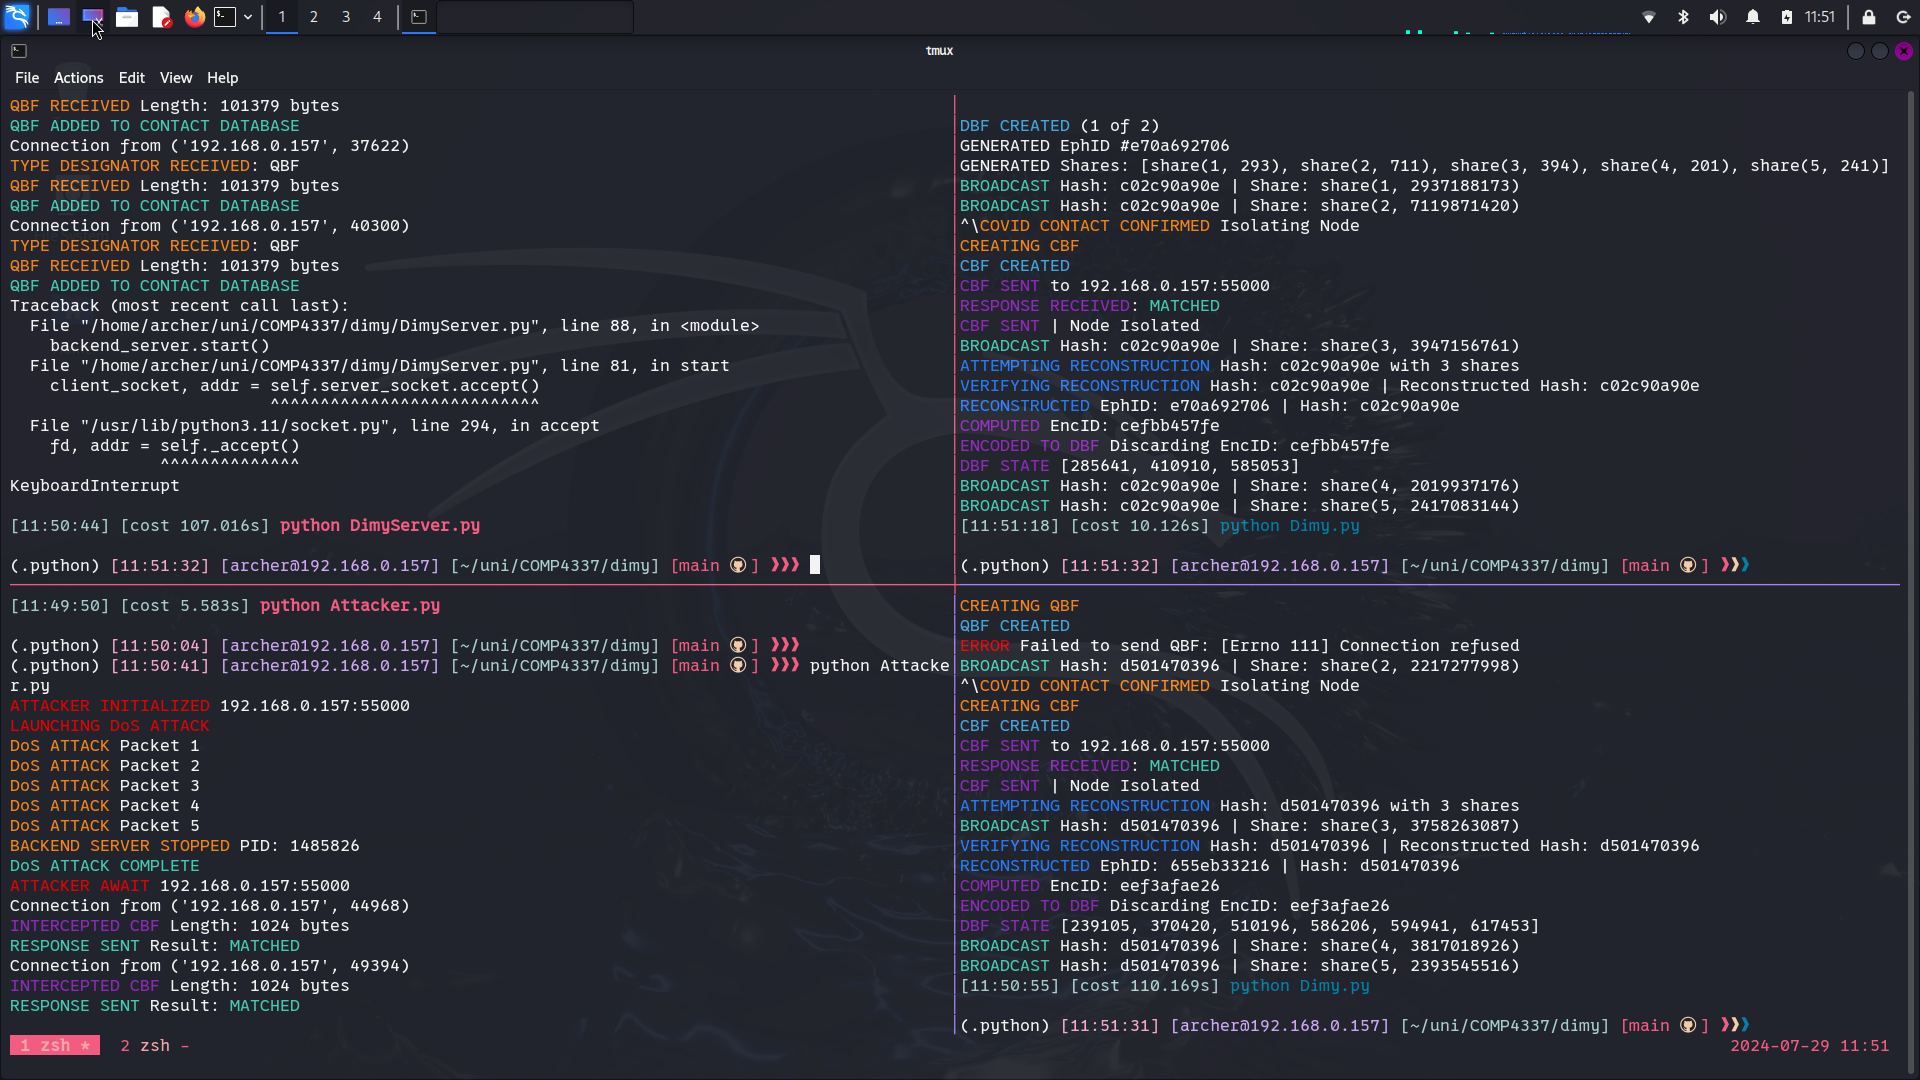 1
2
3
4
11:51
tmux
File
Actions
Edit
View
Help
QBF RECEIVED Length: 101379 bytes
QBF ADDED TO CONTACT DATABASE
Connection from ('192.168.0.157', 37622)
TYPE DESIGNATOR RECEIVED: QBF
QBF RECEIVED Length: 101379 bytes
QBF ADDED TO CONTACT DATABASE
Connection from ('192.168.0.157', 40300)
TYPE DESIGNATOR RECEIVED: QBF
QBF RECEIVED Length: 101379 bytes
QBF ADDED TO CONTACT DATABASE
Traceback (most recent call last):
File "/home/archer/uni/COMP4337/dimy/DimyServer.py", line 88, in <module>
backend_server.start()
File "/home/archer/uni/COMP4337/dimy/DimyServer.py", line 81, in start
client_socket, addr = self.server_socket.accept()
^^^^^^^^^^^^^^^^^^^^^^^^^^^
File "/usr/lib/python3.11/socket.py", line 294, in accept
fd, addr = self._accept()
^^^^^^^^^^^^^^
KeyboardInterrupt
[11:50:44] [cost 107.016s] python DimyServer.py
(.python) [11:51:32] [archer@192.168.0.157] [~/uni/COMP4337/dimy] [main ] ❯❯❯
DBF CREATED (1 of 2)
GENERATED EphID #e70a692706
GENERATED Shares: [share(1, 293), share(2, 711), share(3, 394), share(4, 201), share(5, 241)]
BROADCAST Hash: c02c90a90e | Share: share(1, 2937188173)
BROADCAST Hash: c02c90a90e | Share: share(2, 7119871420)
^\COVID CONTACT CONFIRMED Isolating Node
CREATING CBF
CBF CREATED
CBF SENT to 192.168.0.157:55000
RESPONSE RECEIVED: MATCHED
CBF SENT | Node Isolated
BROADCAST Hash: c02c90a90e | Share: share(3, 3947156761)
ATTEMPTING RECONSTRUCTION Hash: c02c90a90e with 3 shares
VERIFYING RECONSTRUCTION Hash: c02c90a90e | Reconstructed Hash: c02c90a90e
RECONSTRUCTED EphID: e70a692706 | Hash: c02c90a90e
COMPUTED EncID: cefbb457fe
ENCODED TO DBF Discarding EncID: cefbb457fe
DBF STATE [285641, 410910, 585053]
BROADCAST Hash: c02c90a90e | Share: share(4, 2019937176)
BROADCAST Hash: c02c90a90e | Share: share(5, 2417083144)
[11:51:18] [cost 10.126s] python Dimy.py
(.python) [11:51:32] [archer@192.168.0.157] [~/uni/COMP4337/dimy] [main ] ❯❯❯
[11:49:50] [cost 5.583s] python Attacker.py
(.python) [11:50:04] [archer@192.168.0.157] [~/uni/COMP4337/dimy] [main ] ❯❯❯
(.python) [11:50:41] [archer@192.168.0.157] [~/uni/COMP4337/dimy] [main ] ❯❯❯ python Attacke
r.py
ATTACKER INITIALIZED 192.168.0.157:55000
LAUNCHING DoS ATTACK
DoS ATTACK Packet 1
DoS ATTACK Packet 2
DoS ATTACK Packet 3
DoS ATTACK Packet 4
DoS ATTACK Packet 5
BACKEND SERVER STOPPED PID: 1485826
DoS ATTACK COMPLETE
ATTACKER AWAIT 192.168.0.157:55000
Connection from ('192.168.0.157', 44968)
INTERCEPTED CBF Length: 1024 bytes
RESPONSE SENT Result: MATCHED
Connection from ('192.168.0.157', 49394)
INTERCEPTED CBF Length: 1024 bytes
RESPONSE SENT Result: MATCHED
CREATING QBF
QBF CREATED
ERROR Failed to send QBF: [Errno 111] Connection refused
BROADCAST Hash: d501470396 | Share: share(2, 2217277998)
^\COVID CONTACT CONFIRMED Isolating Node
CREATING CBF
CBF CREATED
CBF SENT to 192.168.0.157:55000
RESPONSE RECEIVED: MATCHED
CBF SENT | Node Isolated
ATTEMPTING RECONSTRUCTION Hash: d501470396 with 3 shares
BROADCAST Hash: d501470396 | Share: share(3, 3758263087)
VERIFYING RECONSTRUCTION Hash: d501470396 | Reconstructed Hash: d501470396
RECONSTRUCTED EphID: 655eb33216 | Hash: d501470396
COMPUTED EncID: eef3afae26
ENCODED TO DBF Discarding EncID: eef3afae26
DBF STATE [239105, 370420, 510196, 586206, 594941, 617453]
BROADCAST Hash: d501470396 | Share: share(4, 3817018926)
BROADCAST Hash: d501470396 | Share: share(5, 2393545516)
[11:50:55] [cost 110.169s] python Dimy.py
(.python) [11:51:31] [archer@192.168.0.157] [~/uni/COMP4337/dimy] [main ] ❯❯❯
1 zsh *
2 zsh -
2024-07-29 11:51